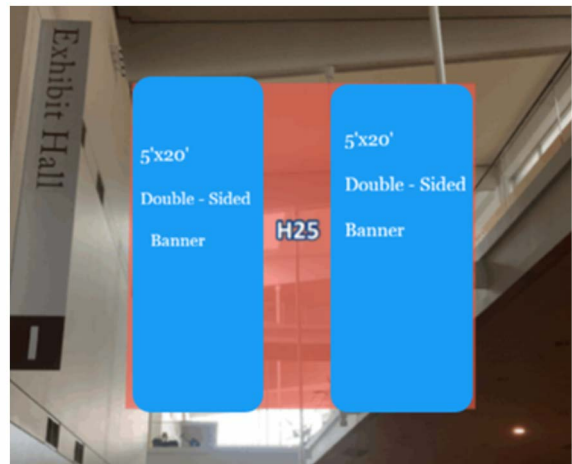 Exhibit Hall
5'x20'
Double - Sided
Banner
H25
5'x20'
Double - Sided
Banner